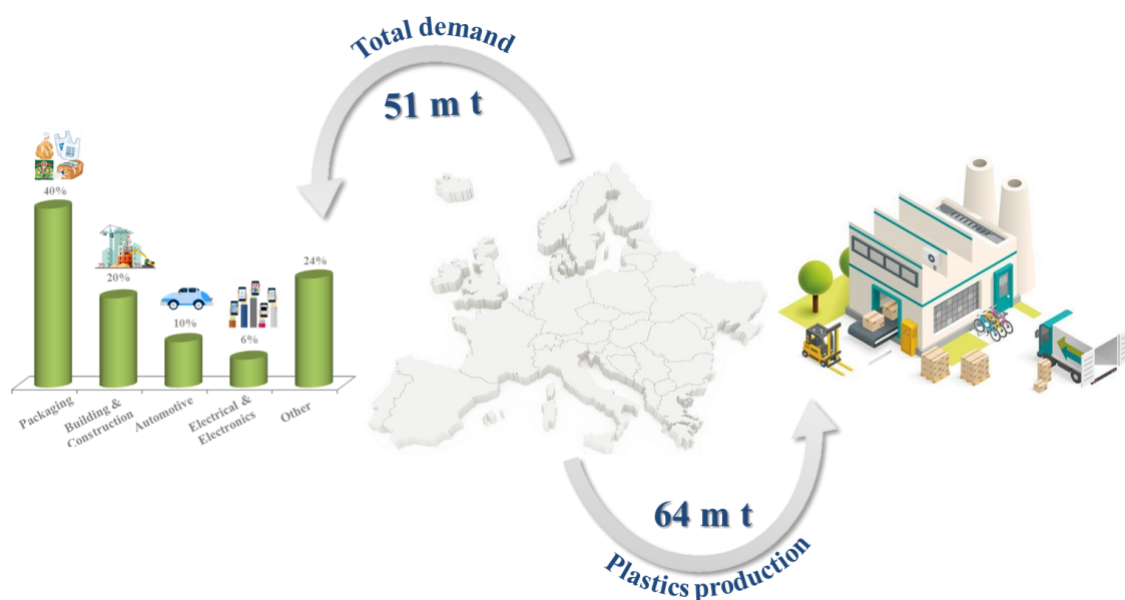 Total demand
51 m t
40%
20%
10%
6%
24%
Packaging
Building &
Construction
Automotive
Electrical &
Electronics
Other
64 m t
Plastics production